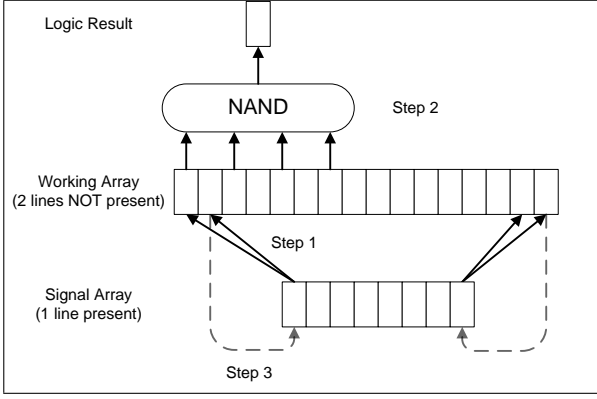 Logic Result
NAND
Step 2
Working Array
(2 lines NOT present)
Step 1
Signal Array
(1 line present)
Step 3